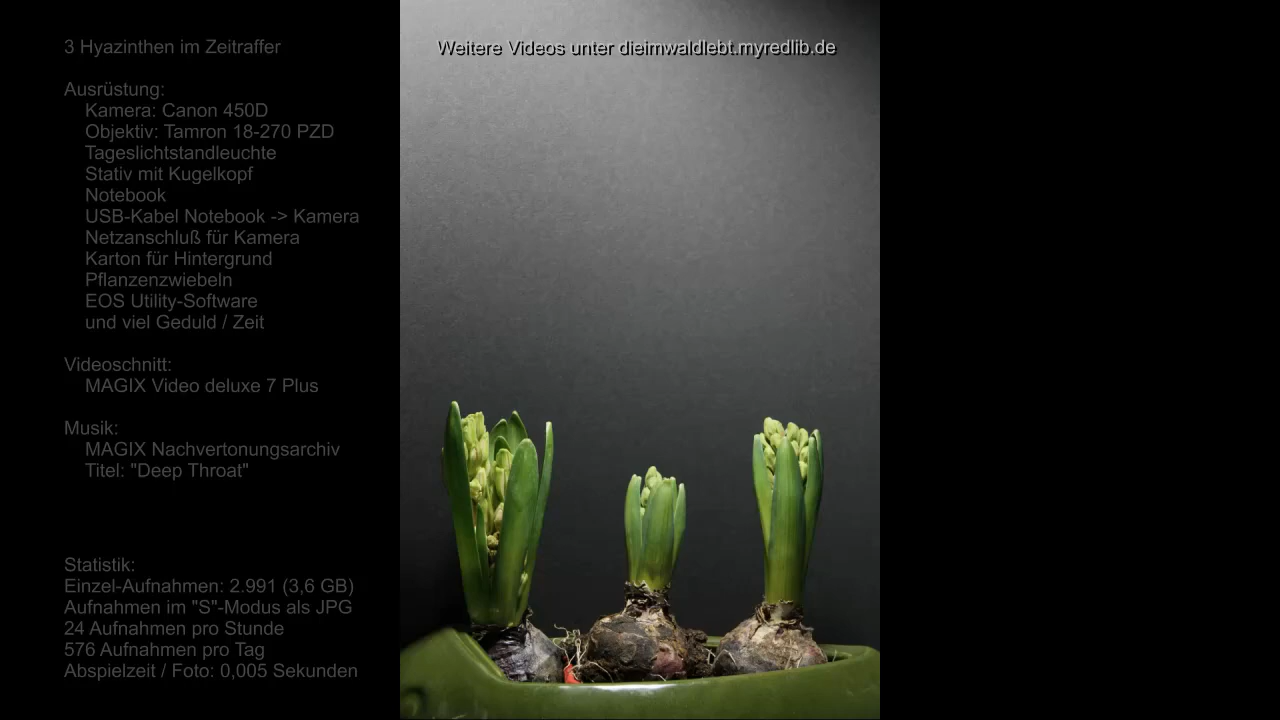 3 Hyazinthen im Zeitraffer
Ausrüstung:
Kamera: Canon 450D
Objektiv: Tamron 18-270 PZD
Tageslichtstandleuchte
Stativ mit Kugelkopf
Notebook
USB-Kabel Notebook -> Kamera
Netzanschluß für Kamera
Karton für Hintergrund
Pflanzenzwiebeln
EOS Utility-Software
und viel Geduld / Zeit
Videoschnitt:
MAGIX Video deluxe 7 Plus
Musik:
MAGIX Nachvertonungsarchiv
Titel: "Deep Throat"
Statistik:
Einzel-Aufnahmen: 2.991 (3,6 GB)
Aufnahmen im "S"-Modus als JPG
24 Aufnahmen pro Stunde
576 Aufnahmen pro Tag
Abspielzeit / Foto: 0,005 Sekunden
Weitere Videos unter dieimwaldlebt.myredlib.de